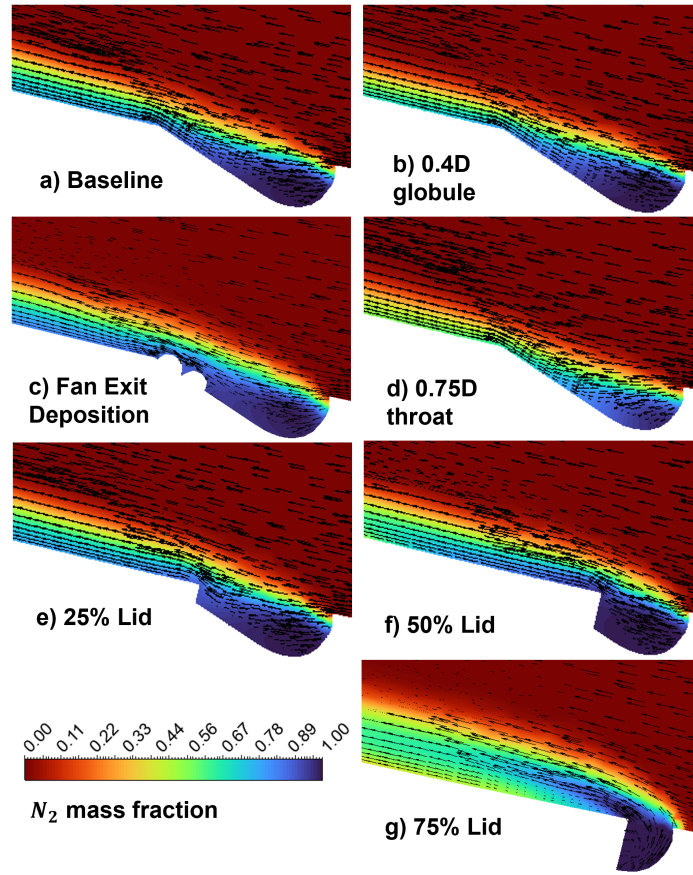 a) Baseline
b) 0.4D
globule
c) Fan Exit
Deposition
d) 0.75D
throat
e) 25% Lid
f) 50% Lid
0.00 0.11 0.22 0.33 0.44 0.56 0.67 0.78 0.89 1.00
N₂ mass fraction
g) 75% Lid